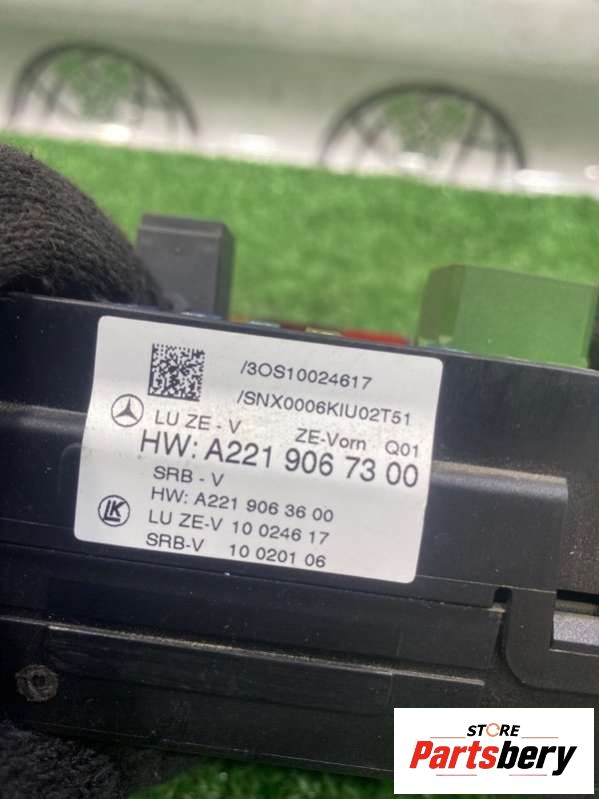 /3OS10024617
/SNX0006KIU02T51
LU ZE - V ZE-Vorn Q01
HW: A221 906 73 00
SRB - V
HW: A221 906 36 00
LK
LU ZE-V 10 0246 17
SRB-V 10 0201 06
STORE
Partsbery